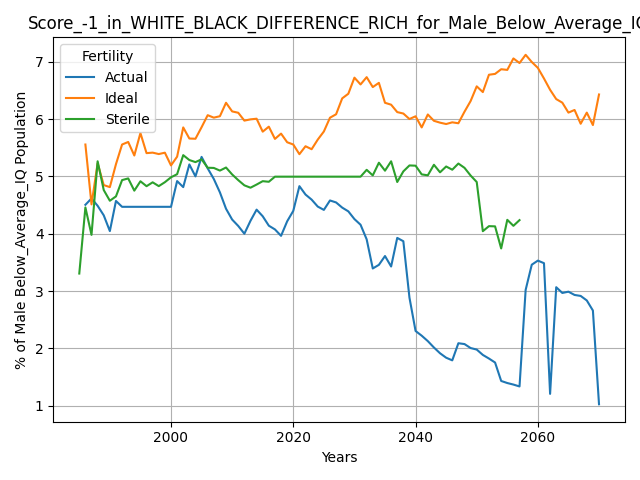 Score_-1_in_WHITE_BLACK_DIFFERENCE_RICH_for_Male_Below_Average_IQ
Fertility
Actual
Ideal
Sterile
7
6
5
4
3
2
1
% of Male Below_Average_IQ Population
2000 2020 2040 2060
Years